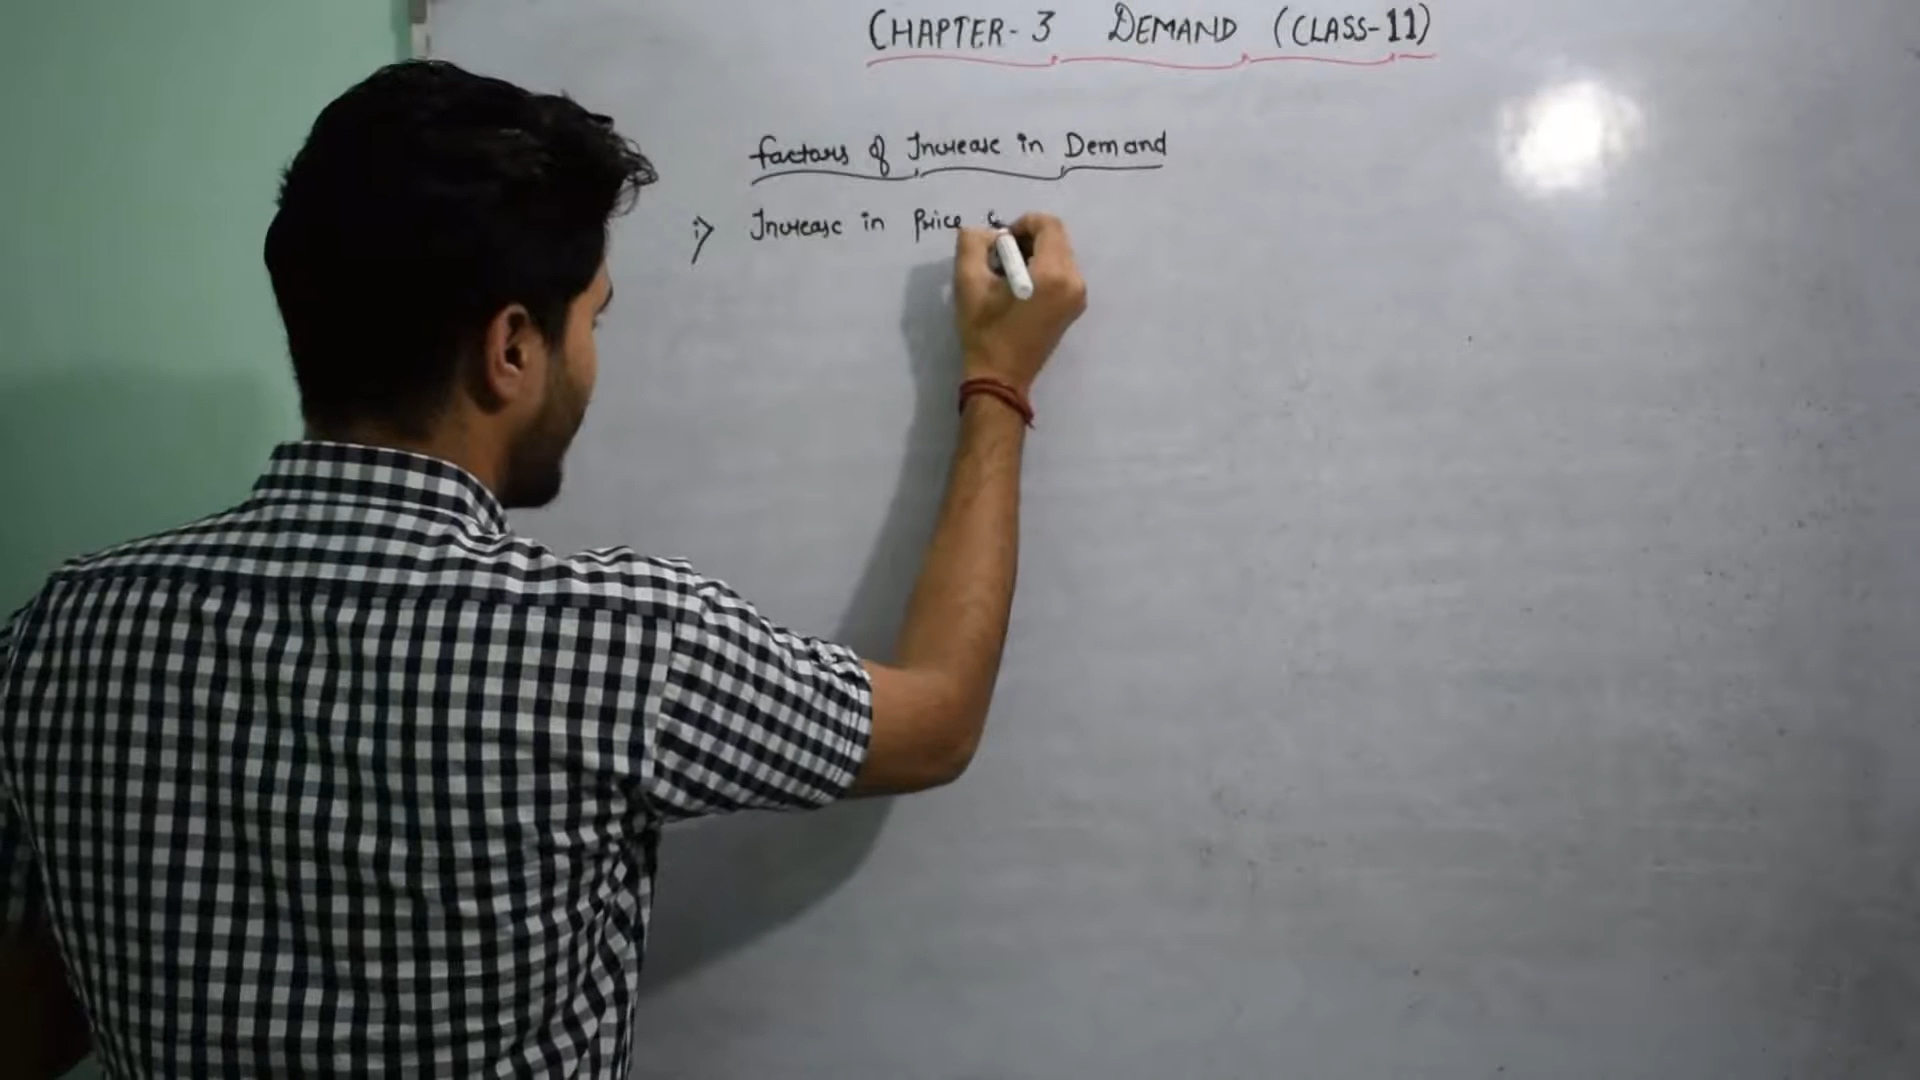 CHAPTER-3 DEMAND (CLASS-11)
Factors of Increase in Demand
i> Increase in Price